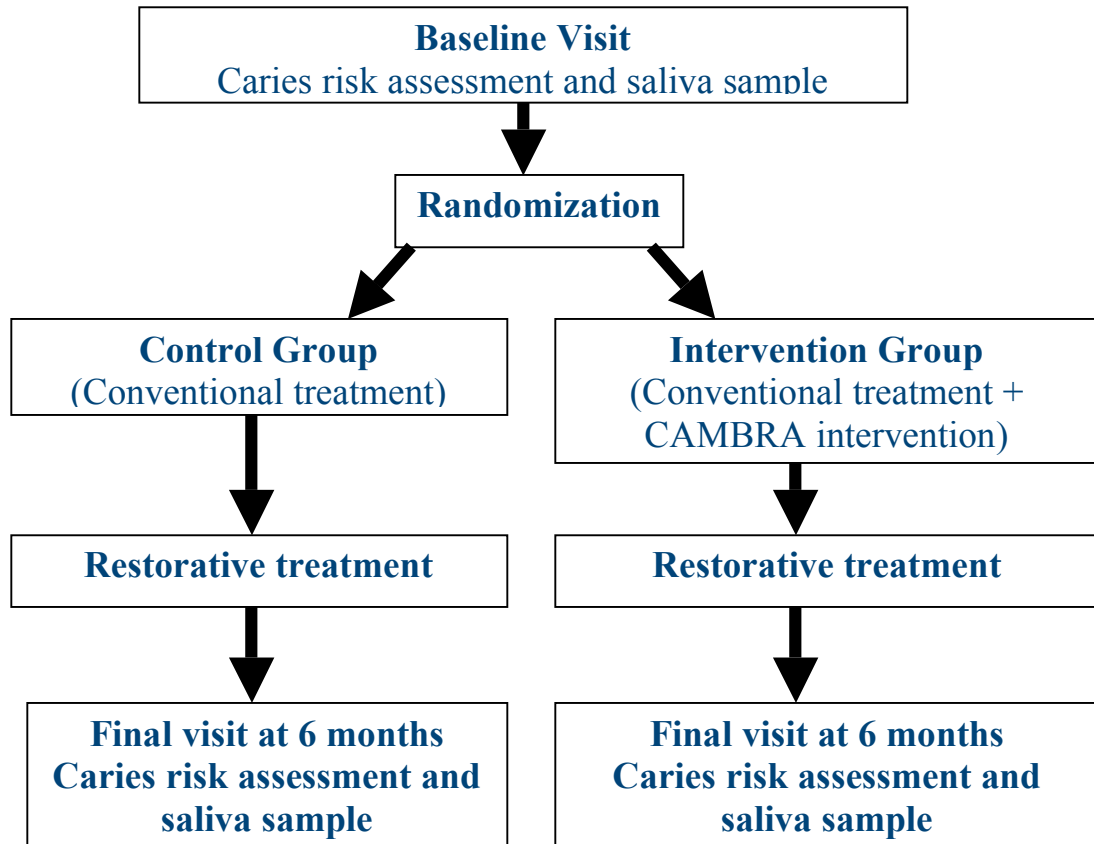 Baseline Visit
Caries risk assessment and saliva sample
Randomization
Control Group
(Conventional treatment)
Intervention Group
(Conventional treatment +
CAMBRA intervention)
Restorative treatment
Restorative treatment
Final visit at 6 months
Caries risk assessment and
saliva sample
Final visit at 6 months
Caries risk assessment and
saliva sample